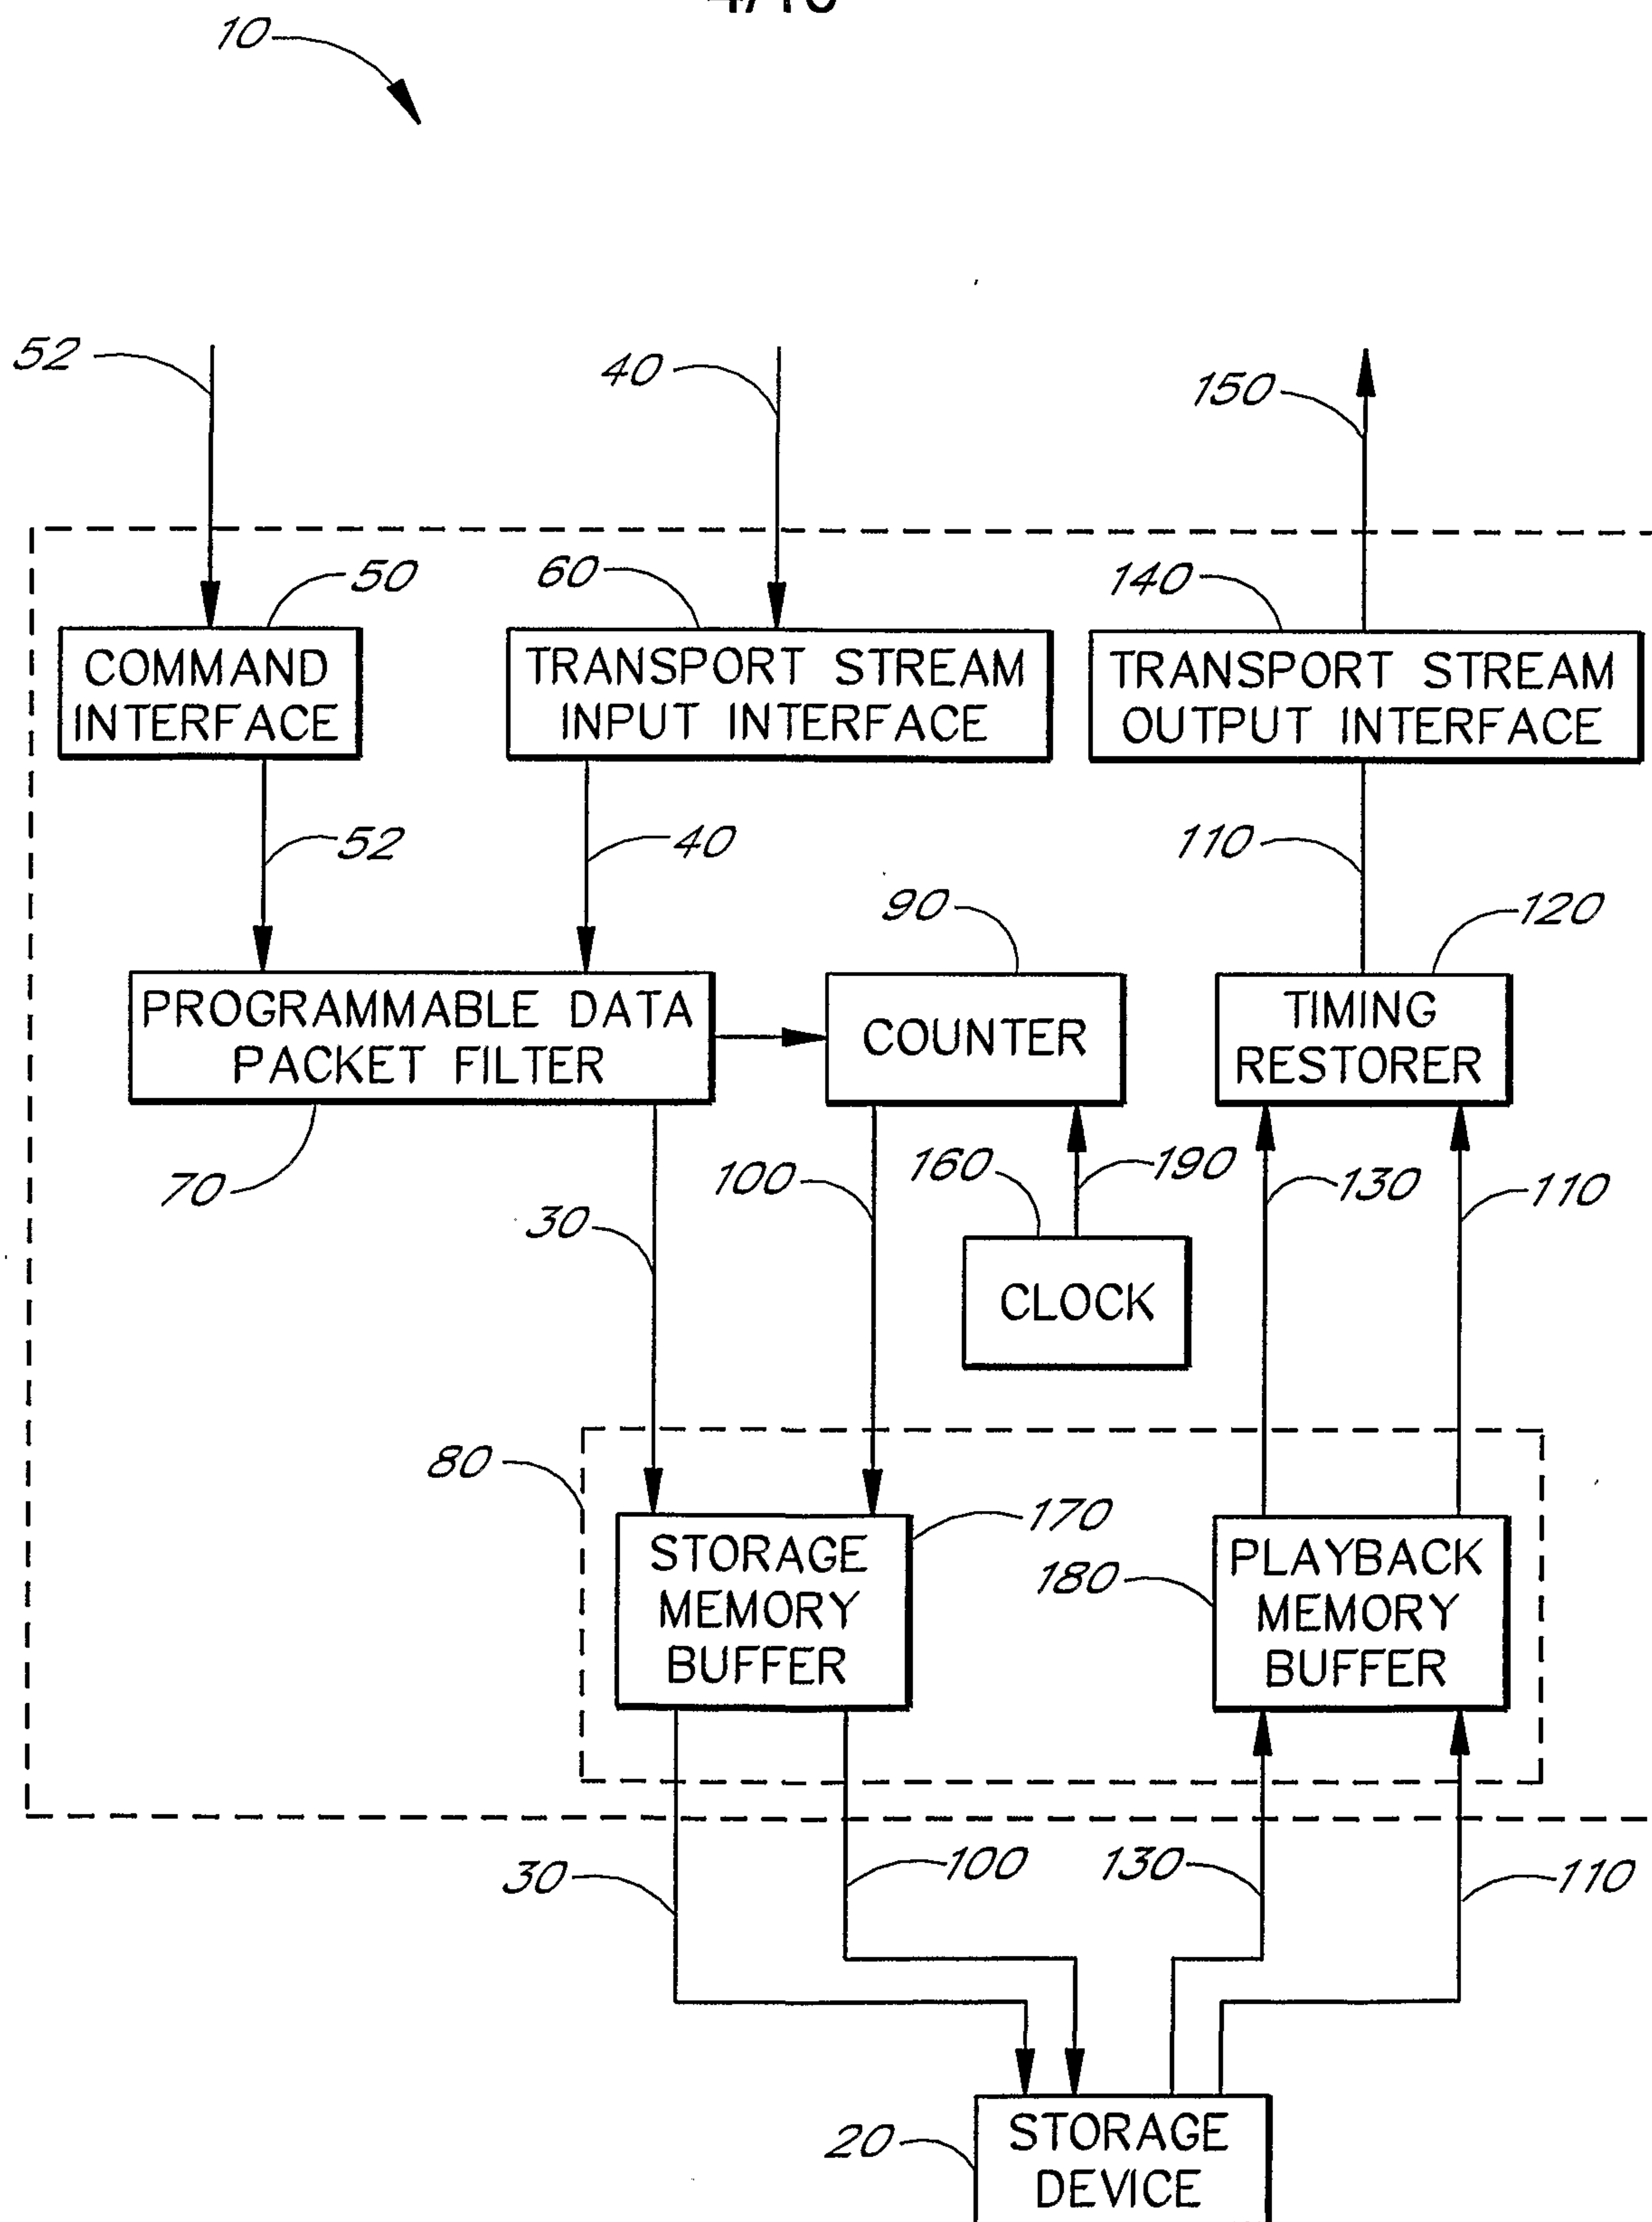 10
52
40
150
50
60
140
COMMAND
INTERFACE
TRANSPORT STREAM
INPUT INTERFACE
TRANSPORT STREAM
OUTPUT INTERFACE
52
40
110
90
120
PROGRAMMABLE DATA
PACKET FILTER
COUNTER
TIMING
RESTORER
70
30
100
160
190
130
110
CLOCK
80
170
180
STORAGE
MEMORY
BUFFER
PLAYBACK
MEMORY
BUFFER
30
100
130
110
20
STORAGE
DEVICE